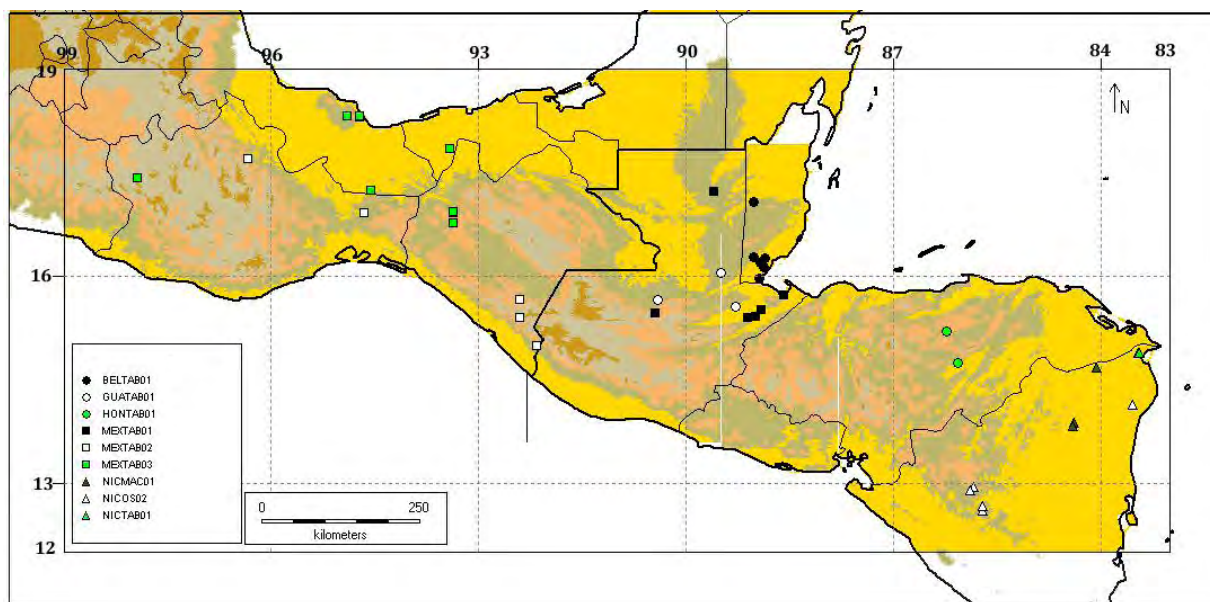 99 96 93 90 87 84 83
19
N
16
13
12
BELTAB01
GUATAB01
HONTAB01
MEXTAB01
MEXTAB02
MEXTAB03
NICMAC01
NICOS02
NICTAB01
0 250
kilometers